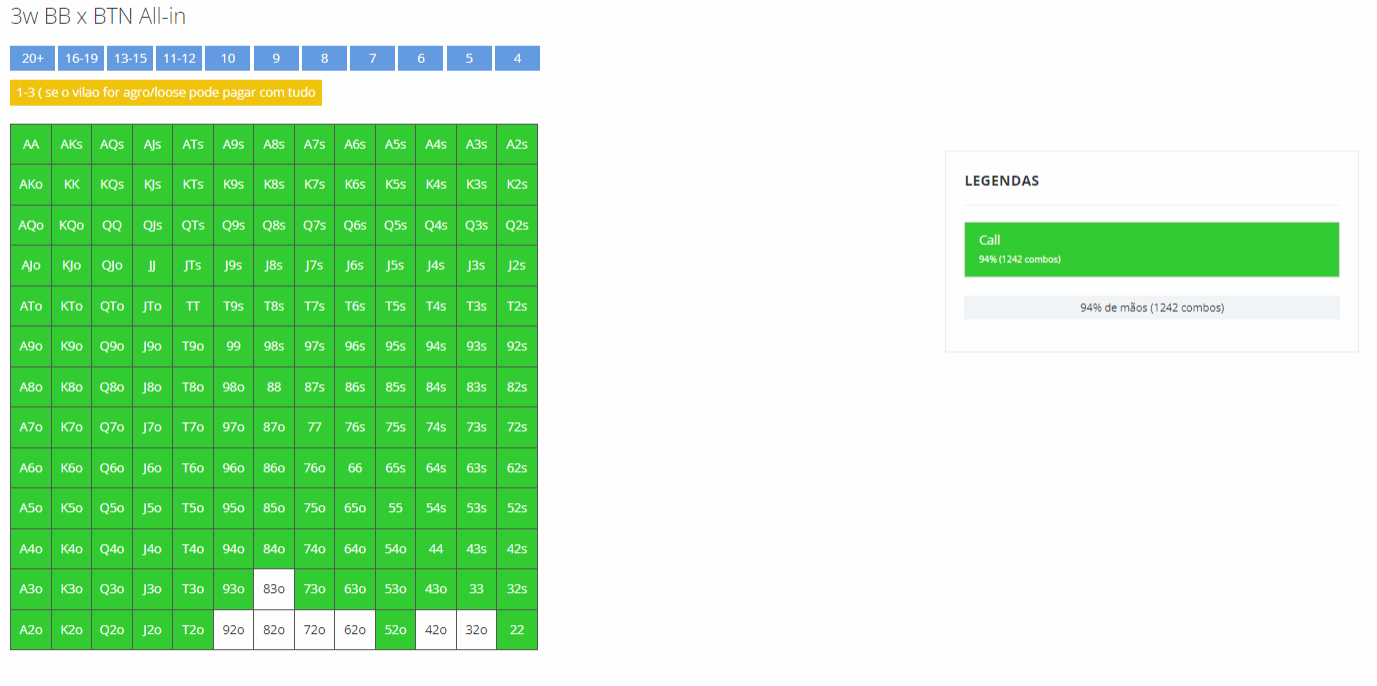 3w BB x BTN All-in
20+ 16-19 13-15 11-12 10 9 8 7 6 5 4
1-3 ( se o vilao for agro/loose pode pagar com tudo
AA AKs AQs AJs ATs A9s A8s A7s A6s A5s A4s A3s A2s
AKo KK KQs KJs KTs K9s K8s K7s K6s K5s K4s K3s K2s
AQo KQo QQ QJs QTs Q9s Q8s Q7s Q6s Q5s Q4s Q3s Q2s
AJo KJo QJo JJ JTs J9s J8s J7s J6s J5s J4s J3s J2s
ATo KTo QTo JTo TT T9s T8s T7s T6s T5s T4s T3s T2s
A9o K9o Q9o J9o T9o 99 98s 97s 96s 95s 94s 93s 92s
A8o K8o Q8o J8o T8o 98o 88 87s 86s 85s 84s 83s 82s
A7o K7o Q7o J7o T7o 97o 87o 77 76s 75s 74s 73s 72s
A6o K6o Q6o J6o T6o 96o 86o 76o 66 65s 64s 63s 62s
A5o K5o Q5o J5o T5o 95o 85o 75o 65o 55 54s 53s 52s
A4o K4o Q4o J4o T4o 94o 84o 74o 64o 54o 44 43s 42s
A3o K3o Q3o J3o T3o 93o 83o 73o 63o 53o 43o 33 32s
A2o K2o Q2o J2o T2o 92o 82o 72o 62o 52o 42o 32o 22
LEGENDAS
Call
94% (1242 combos)
94% de mãos (1242 combos)